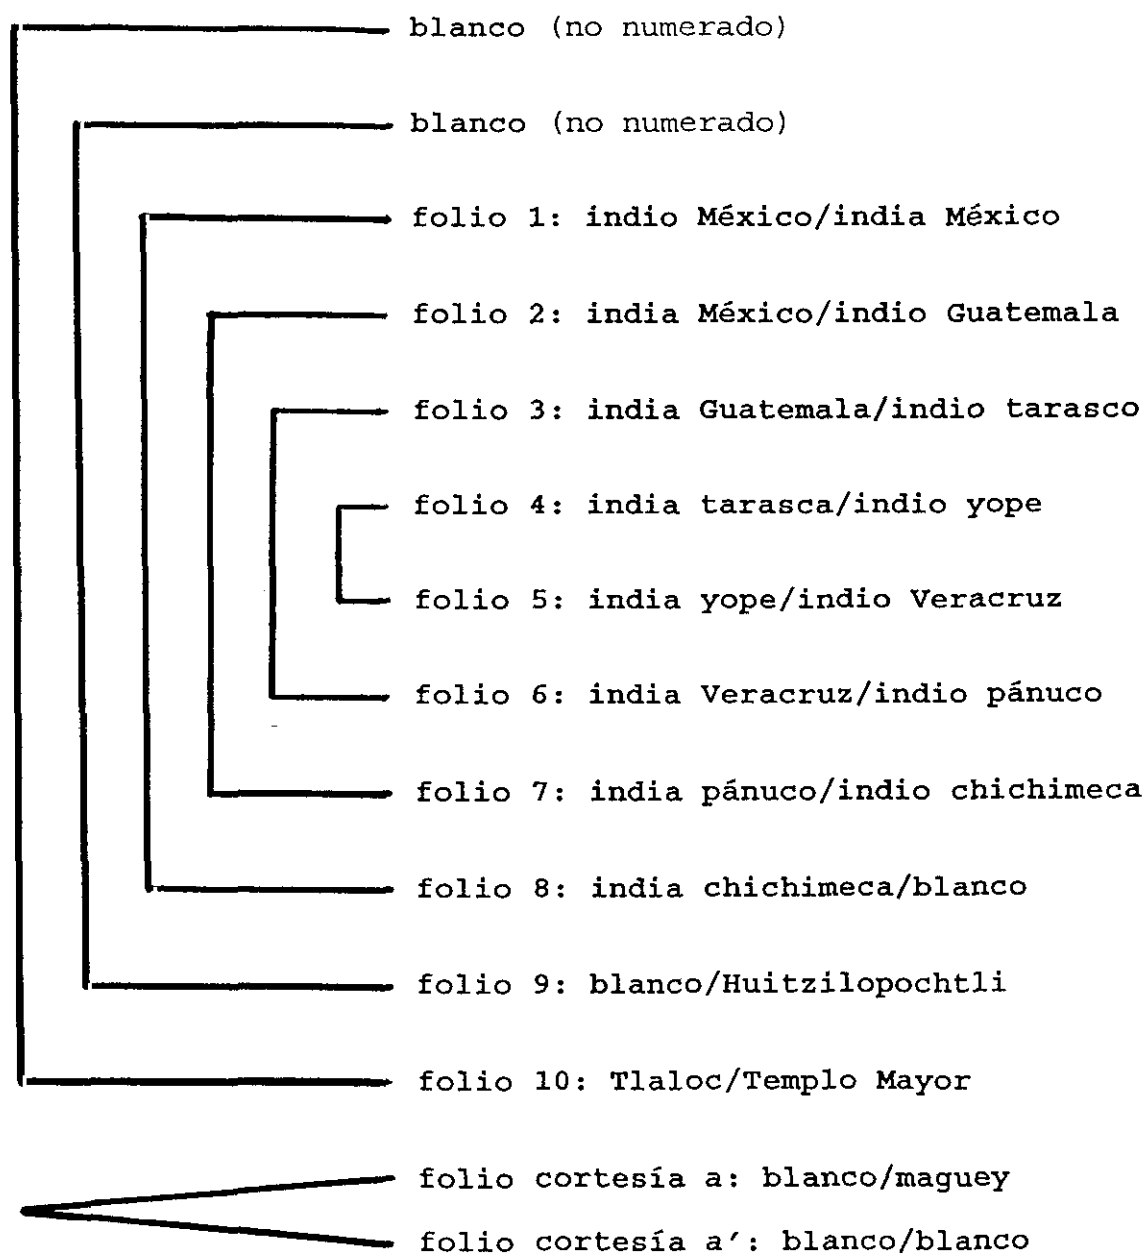 blanco (no numerado)
blanco (no numerado)
folio 1: indio México/india México
folio 2: india México/indio Guatemala
folio 3: india Guatemala/indio tarasco
folio 4: india tarasca/indio yope
folio 5: india yope/indio Veracruz
folio 6: india Veracruz/indio pánuco
folio 7: india pánuco/indio chichimeca
folio 8: india chichimeca/blanco
folio 9: blanco/Huitzilopochtli
folio 10: Tlaloc/Templo Mayor
folio cortesía a: blanco/maguey
folio cortesía a': blanco/blanco